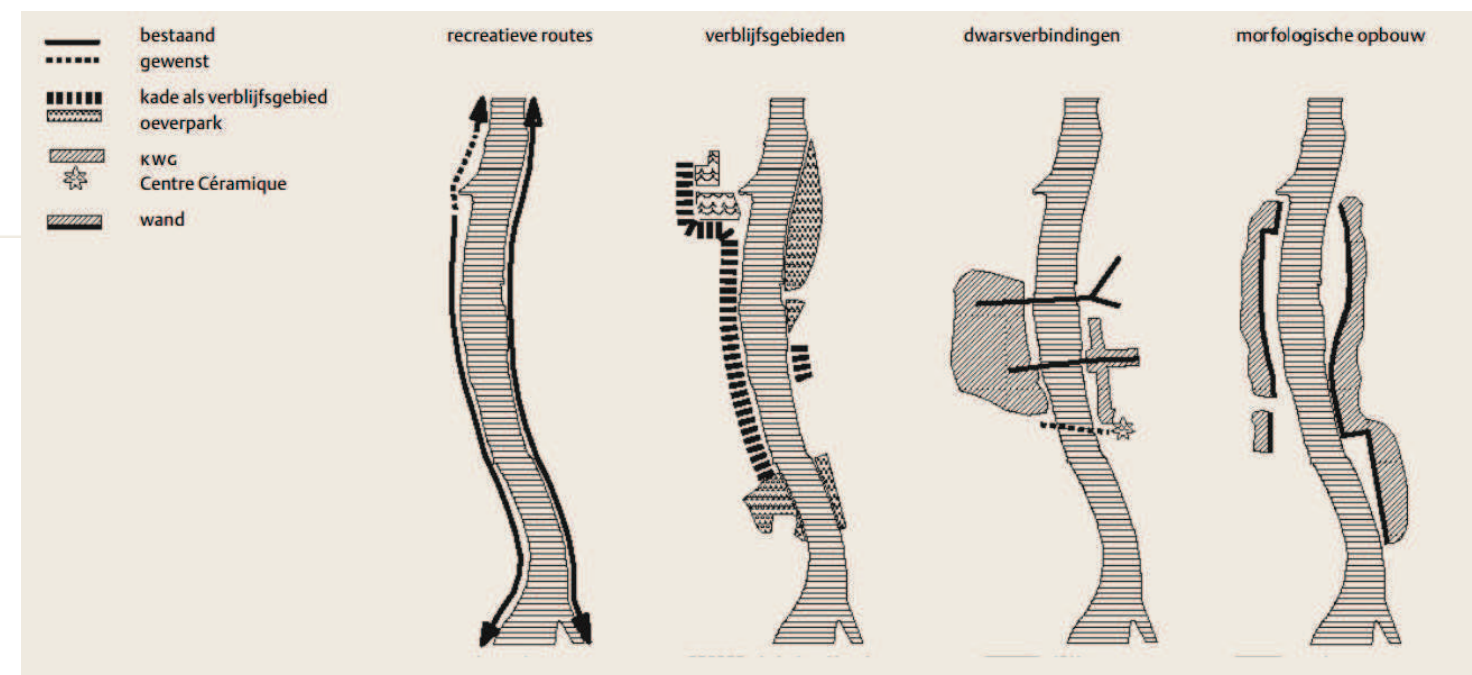 bestaand
gewenst
kade als verblijfsgebied
oeverpark
KWG
Centre Céramique
wand
recreatieve routes
verblijfsgebieden
dwarsverbindingen
morfologische opbouw